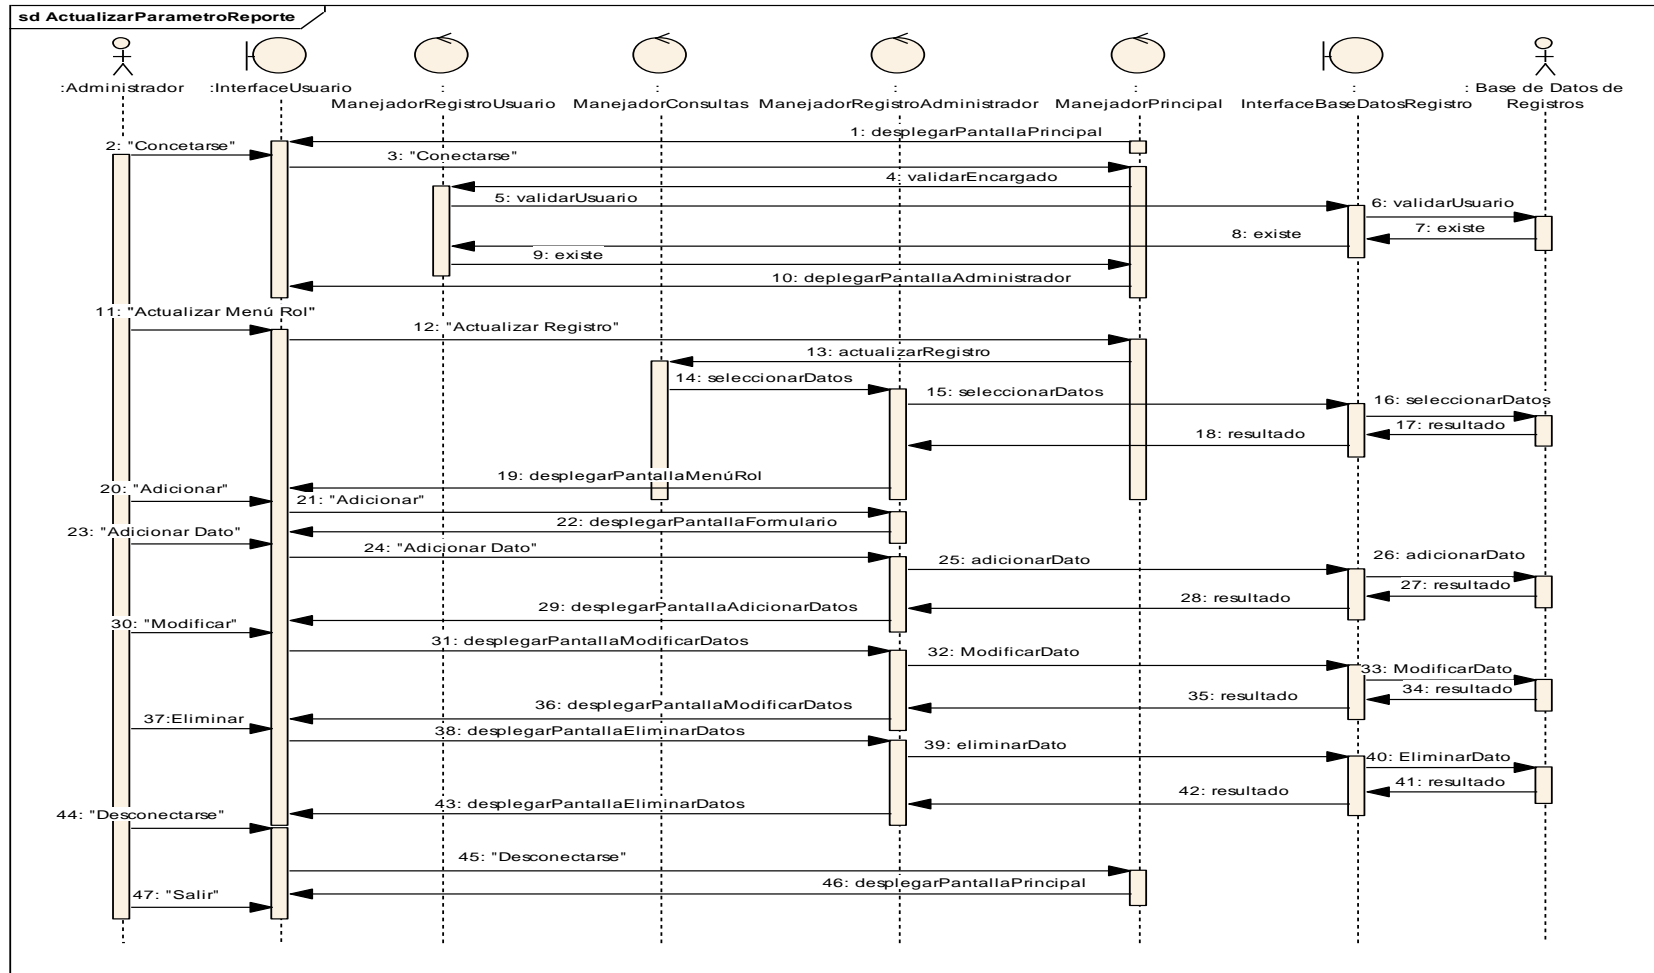 sd ActualizarParametroReporte
:Administrador
:InterfaceUsuario
:
ManejadorRegistroUsuario
:
ManejadorConsultas
:
ManejadorRegistroAdministrador
:
ManejadorPrincipal
:
InterfaceBaseDatosRegistro
: Base de Datos de
Registros
1: desplegarPantallaPrincipal
2: "Concetarse"
3: "Conectarse"
4: validarEncargado
5: validarUsuario
6: validarUsuario
7: existe
8: existe
9: existe
10: deplegarPantallaAdministrador
11: "Actualizar Menú Rol"
12: "Actualizar Registro"
13: actualizarRegistro
14: seleccionarDatos
15: seleccionarDatos
16: seleccionarDatos
17: resultado
18: resultado
19: desplegarPantallaMenúRol
20: "Adicionar"
21: "Adicionar"
22: desplegarPantallaFormulario
23: "Adicionar Dato"
24: "Adicionar Dato"
25: adicionarDato
26: adicionarDato
27: resultado
28: resultado
29: desplegarPantallaAdicionarDatos
30: "Modificar"
31: desplegarPantallaModificarDatos
32: ModificarDato
33: ModificarDato
34: resultado
35: resultado
36: desplegarPantallaModificarDatos
37:Eliminar
38: desplegarPantallaEliminarDatos
39: eliminarDato
40: EliminarDato
41: resultado
42: resultado
43: desplegarPantallaEliminarDatos
44: "Desconectarse"
45: "Desconectarse"
46: desplegarPantallaPrincipal
47: "Salir"